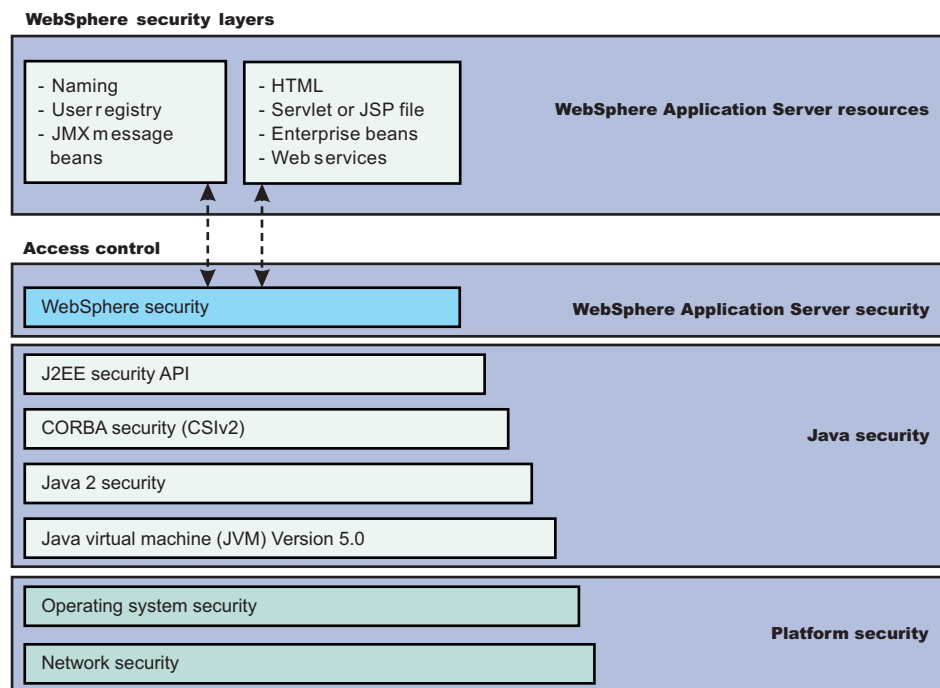 WebSphere security layers
- Naming
- User registry
- JMX message
beans
- HTML
- Servlet or JSP file
- Enterprise beans
- Web services
WebSphere Application Server resources
Access control
WebSphere security
WebSphere Application Server security
J2EE security API
CORBA security (CSIv2)
Java 2 security
Java virtual machine (JVM) Version 5.0
Java security
Operating system security
Network security
Platform security